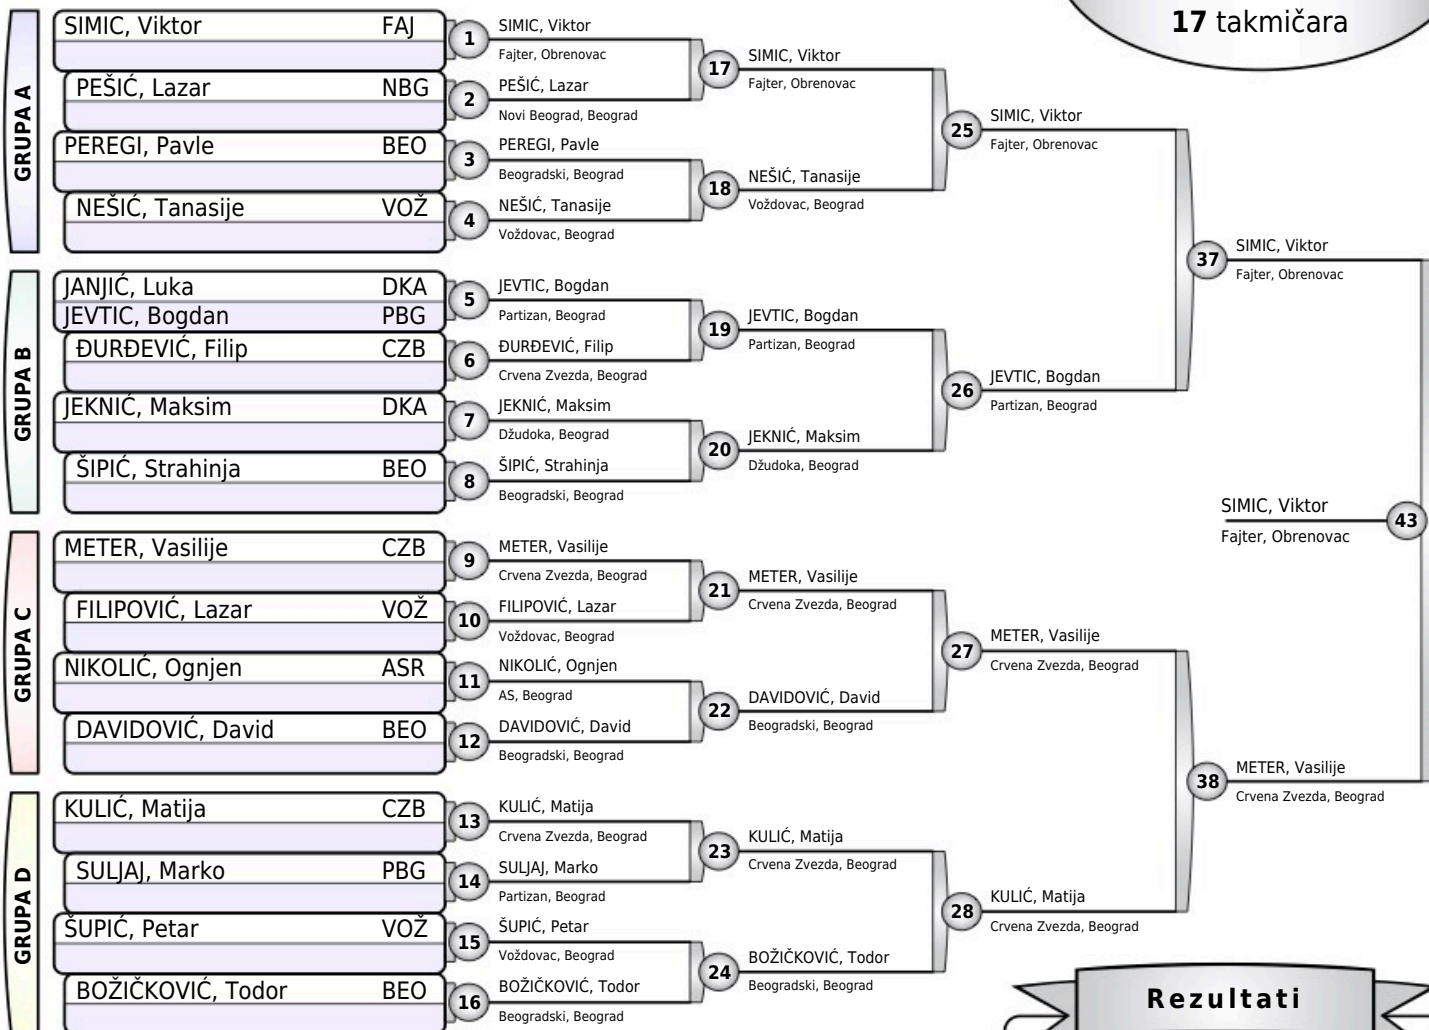 17 takmičara
GRUPA A
SIMIC, Viktor FAJ
PEŠIĆ, Lazar NBG
PEREGI, Pavle BEO
NEŠIĆ, Tanasije VOŽ
GRUPA B
JANJIĆ, Luka DKA
JEVTIC, Bogdan PBG
ĐURĐEVIĆ, Filip CZB
JEKNIĆ, Maksim DKA
ŠIPIĆ, Strahinja BEO
GRUPA C
METER, Vasilije CZB
FILIPOVIĆ, Lazar VOŽ
NIKOLIĆ, Ognjen ASR
DAVIDOVIĆ, David BEO
GRUPA D
KULIĆ, Matija CZB
SULJAJ, Marko PBG
ŠUPIĆ, Petar VOŽ
BOŽIČKOVIĆ, Todor BEO
1 SIMIC, Viktor
Fajter, Obrenovac
2 PEŠIĆ, Lazar
Novi Beograd, Beograd
3 PEREGI, Pavle
Beogradski, Beograd
4 NEŠIĆ, Tanasije
Voždovac, Beograd
5 JEVTIC, Bogdan
Partizan, Beograd
6 ĐURĐEVIĆ, Filip
Crvena Zvezda, Beograd
7 JEKNIĆ, Maksim
Džudoka, Beograd
8 ŠIPIĆ, Strahinja
Beogradski, Beograd
9 METER, Vasilije
Crvena Zvezda, Beograd
10 FILIPOVIĆ, Lazar
Voždovac, Beograd
11 NIKOLIĆ, Ognjen
AS, Beograd
12 DAVIDOVIĆ, David
Beogradski, Beograd
13 KULIĆ, Matija
Crvena Zvezda, Beograd
14 SULJAJ, Marko
Partizan, Beograd
15 ŠUPIĆ, Petar
Voždovac, Beograd
16 BOŽIČKOVIĆ, Todor
Beogradski, Beograd
17 SIMIC, Viktor
Fajter, Obrenovac
18 NEŠIĆ, Tanasije
Voždovac, Beograd
19 JEVTIC, Bogdan
Partizan, Beograd
20 JEKNIĆ, Maksim
Džudoka, Beograd
21 METER, Vasilije
Crvena Zvezda, Beograd
22 DAVIDOVIĆ, David
Beogradski, Beograd
23 KULIĆ, Matija
Crvena Zvezda, Beograd
24 BOŽIČKOVIĆ, Todor
Beogradski, Beograd
25 SIMIC, Viktor
Fajter, Obrenovac
26 JEVTIC, Bogdan
Partizan, Beograd
27 METER, Vasilije
Crvena Zvezda, Beograd
28 KULIĆ, Matija
Crvena Zvezda, Beograd
37 SIMIC, Viktor
Fajter, Obrenovac
38 METER, Vasilije
Crvena Zvezda, Beograd
SIMIC, Viktor 43
Fajter, Obrenovac
Rezultati